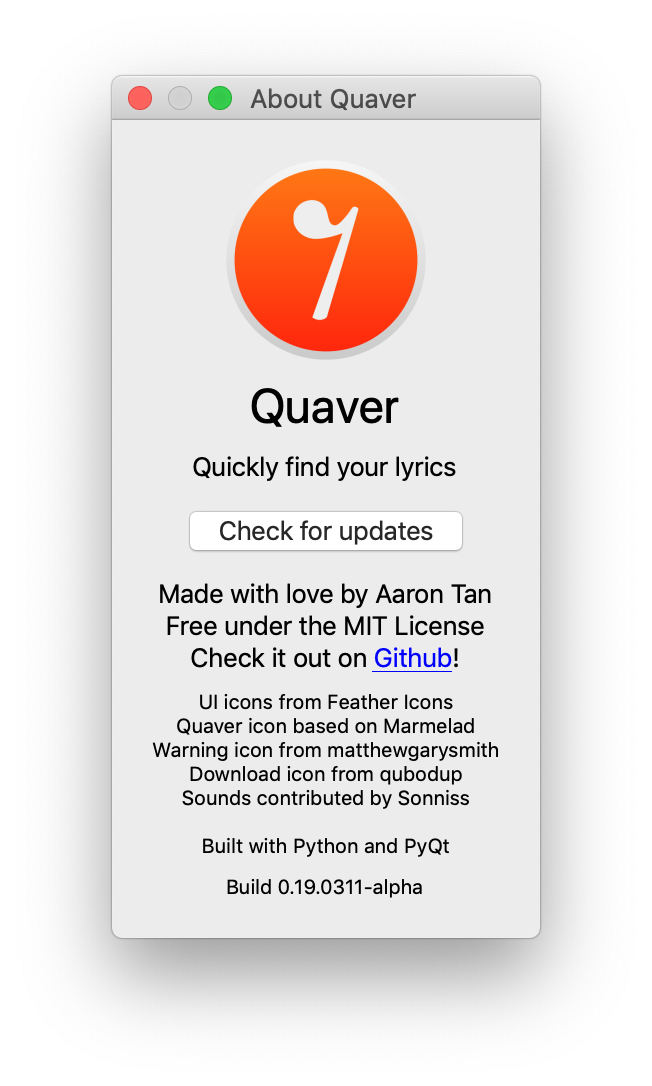 About Quaver
Quaver
Quickly find your lyrics
Check for updates
Made with love by Aaron Tan
Free under the MIT License
Check it out on Github!
UI icons from Feather Icons
Quaver icon based on Marmelad
Warning icon from matthewgarysmith
Download icon from qubodup
Sounds contributed by Sonniss
Built with Python and PyQt
Build 0.19.0311-alpha